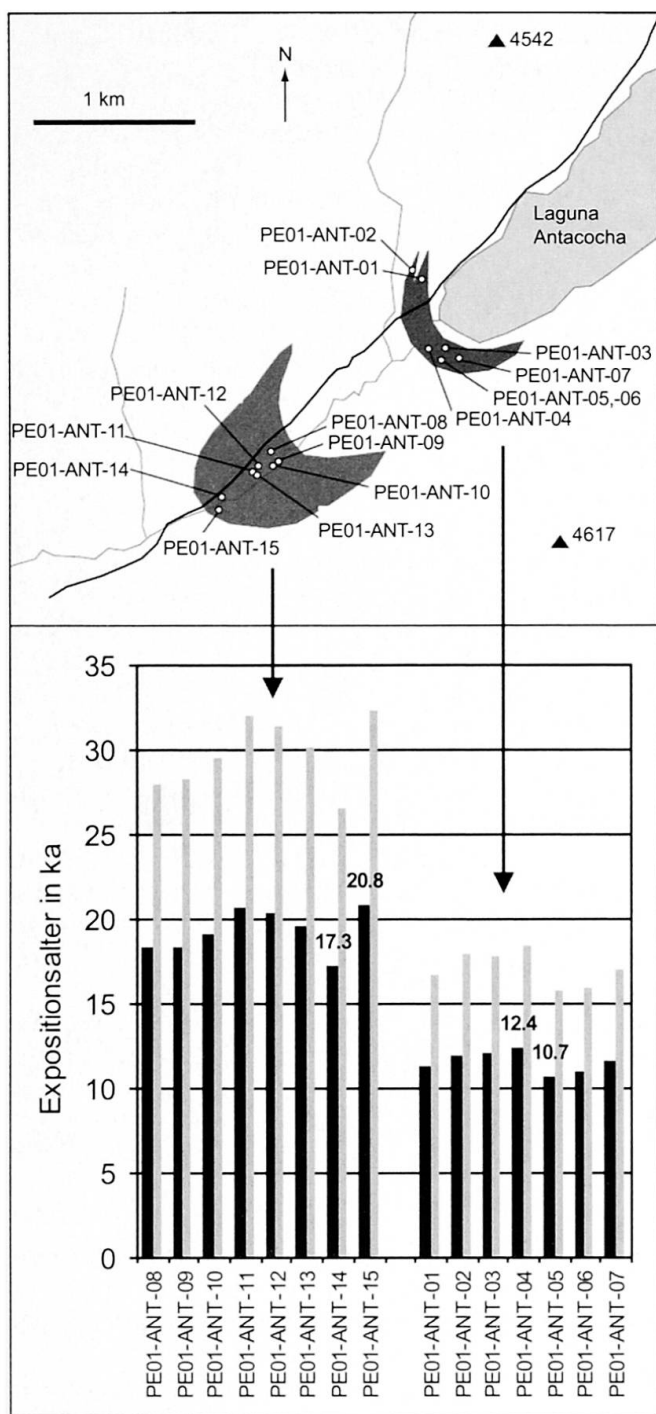 4542
N
1 km
Laguna
Antacocha
PE01-ANT-02
PE01-ANT-01
PE01-ANT-03
PE01-ANT-07
PE01-ANT-05,-06
PE01-ANT-04
PE01-ANT-12
PE01-ANT-11
PE01-ANT-14
PE01-ANT-08
PE01-ANT-09
PE01-ANT-10
PE01-ANT-13
PE01-ANT-15
4617
Expositionsalter in ka
35
30
25
20
15
10
5
0
20.8
17.3
12.4
10.7
PE01-ANT-08
PE01-ANT-09
PE01-ANT-10
PE01-ANT-11
PE01-ANT-12
PE01-ANT-13
PE01-ANT-14
PE01-ANT-15
PE01-ANT-01
PE01-ANT-02
PE01-ANT-03
PE01-ANT-04
PE01-ANT-05
PE01-ANT-06
PE01-ANT-07